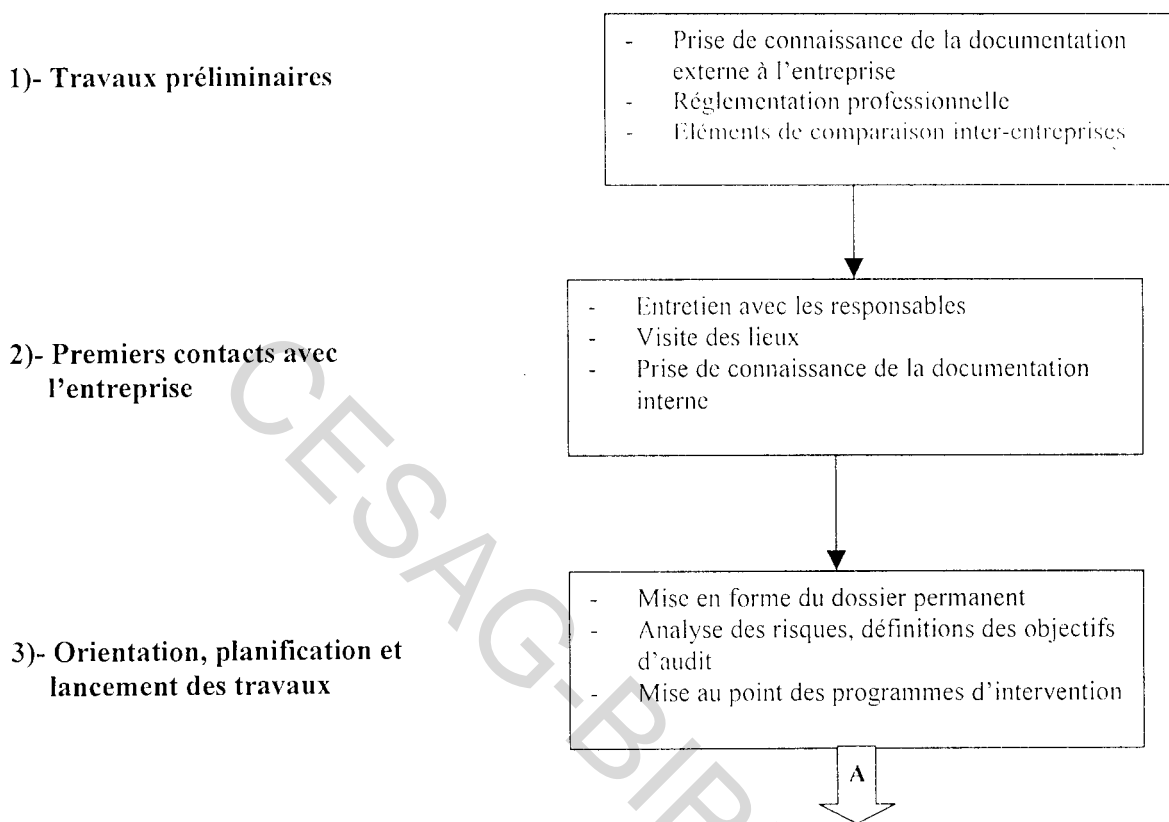 1)- Travaux préliminaires
- Prise de connaissance de la documentation
externe à l'entreprise
- Réglementation professionnelle
- Eléments de comparaison inter-entreprises
2)- Premiers contacts avec
l'entreprise
- Entretien avec les responsables
- Visite des lieux
- Prise de connaissance de la documentation
interne
3)- Orientation, planification et
lancement des travaux
- Mise en forme du dossier permanent
- Analyse des risques, définitions des objectifs
d'audit
- Mise au point des programmes d'intervention
A
CESAG-BIB